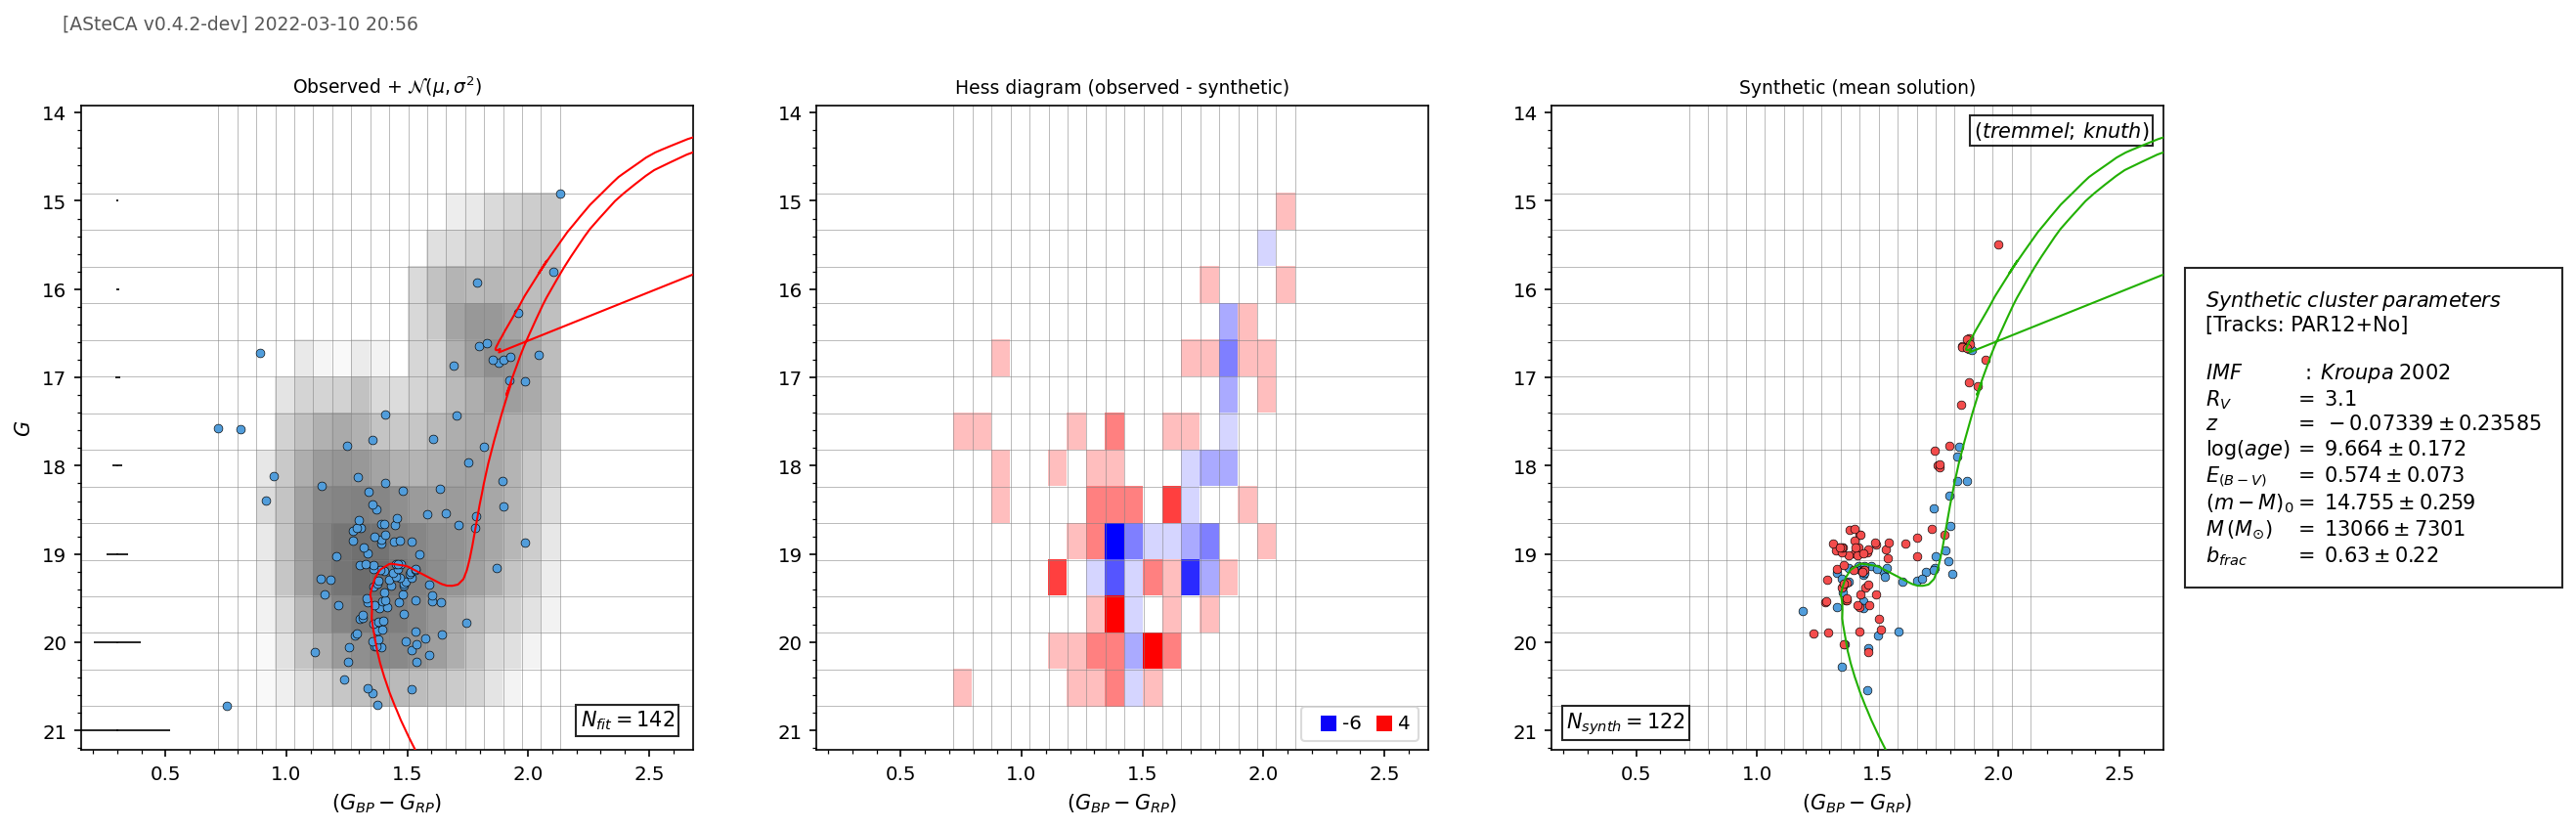 [ASteCA v0.4.2-dev] 2022-03-10 20:56
Observed + 𝒩(μ, σ²)
14
15
16
17
18
19
20
21
G
0.5 1.0 1.5 2.0 2.5
(G_BP − G_RP)
N_fit = 142
Hess diagram (observed - synthetic)
14
15
16
17
18
19
20
21
0.5 1.0 1.5 2.0 2.5
(G_BP − G_RP)
-6 4
Synthetic (mean solution)
14
15
16
17
18
19
20
21
0.5 1.0 1.5 2.0 2.5
(G_BP − G_RP)
(tremmel; knuth)
N_synth = 122
Synthetic cluster parameters
[Tracks: PAR12+No]
IMF : Kroupa 2002
R_V = 3.1
z = −0.07339 ± 0.23585
log(age) = 9.664 ± 0.172
E_(B−V) = 0.574 ± 0.073
(m − M)₀ = 14.755 ± 0.259
M (M_⊙) = 13066 ± 7301
b_frac = 0.63 ± 0.22